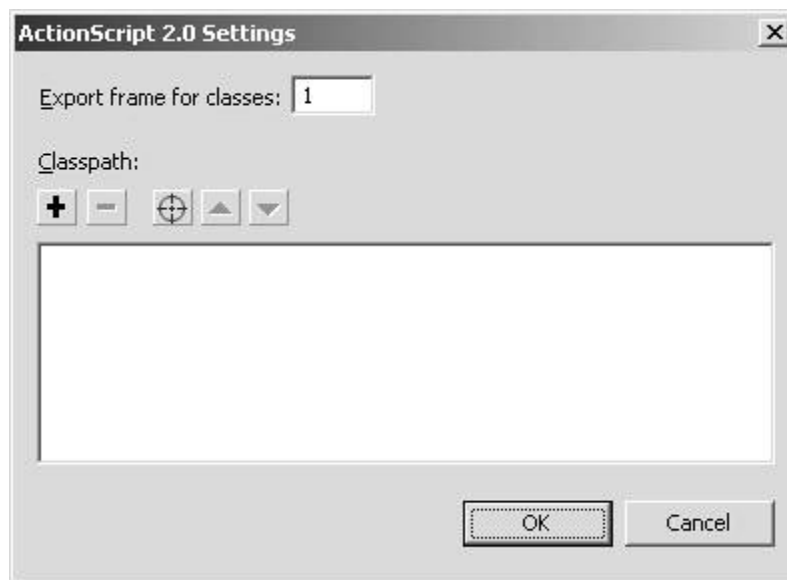 ActionScript 2.0 Settings
Export frame for classes: 1
Classpath:
OK Cancel